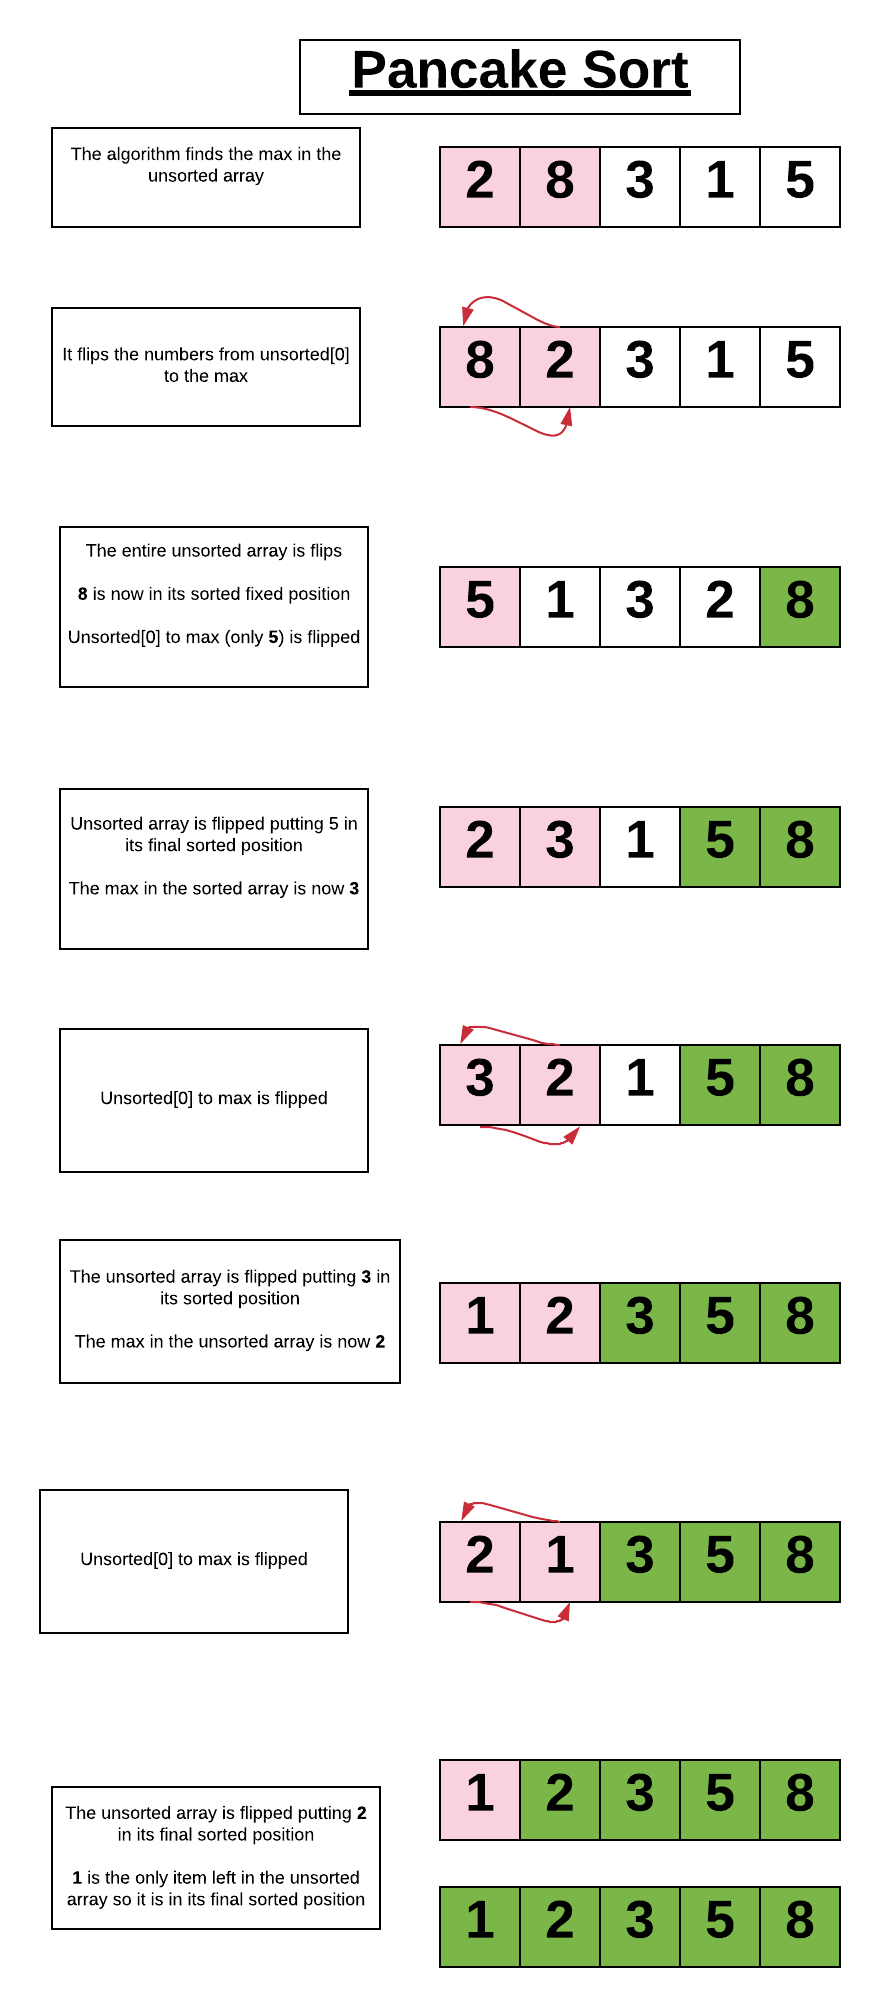 Pancake Sort
The algorithm finds the max in the
unsorted array
2 8 3 1 5
It flips the numbers from unsorted[0]
to the max
8 2 3 1 5
The entire unsorted array is flips
8 is now in its sorted fixed position
Unsorted[0] to max (only 5) is flipped
5 1 3 2 8
Unsorted array is flipped putting 5 in
its final sorted position
The max in the sorted array is now 3
2 3 1 5 8
Unsorted[0] to max is flipped
3 2 1 5 8
The unsorted array is flipped putting 3 in
its sorted position
The max in the unsorted array is now 2
1 2 3 5 8
Unsorted[0] to max is flipped
2 1 3 5 8
The unsorted array is flipped putting 2
in its final sorted position
1 is the only item left in the unsorted
array so it is in its final sorted position
1 2 3 5 8
1 2 3 5 8